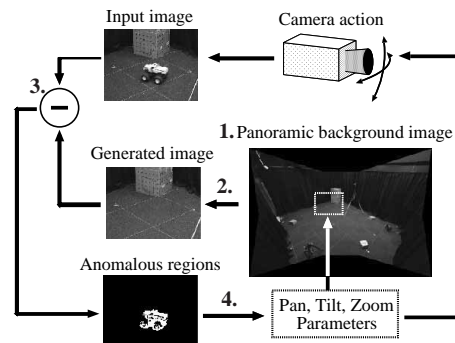 Input image
Camera action
3.
1. Panoramic background image
Generated image
2.
Anomalous regions
4.
Pan, Tilt, Zoom
Parameters